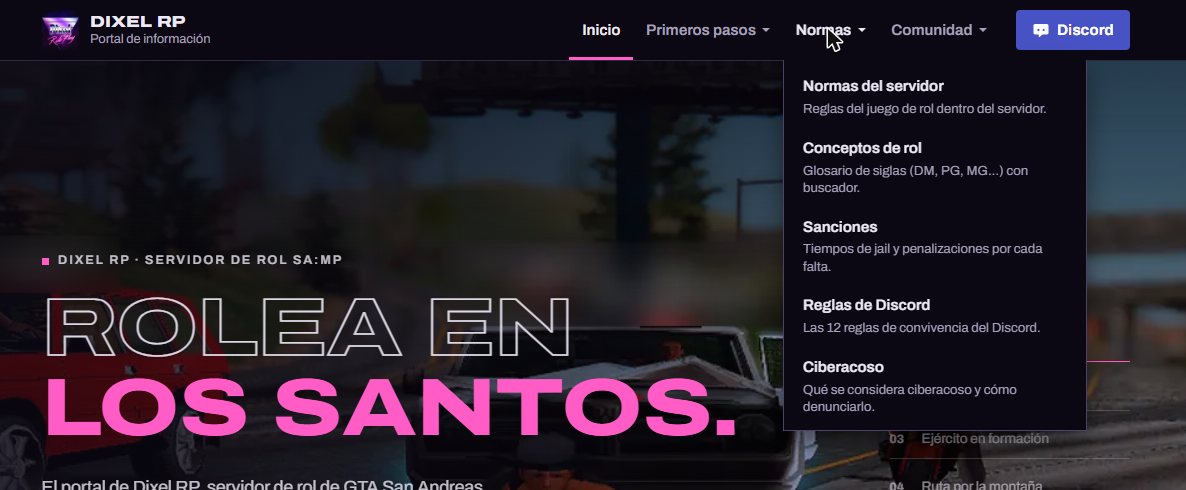 DIXEL RP
Portal de información
Inicio
Primeros pasos
Normas
Comunidad
Discord
Normas del servidor
Reglas del juego de rol dentro del servidor.
Conceptos de rol
Glosario de siglas (DM, PG, MG...) con
buscador.
Sanciones
Tiempos de jail y penalizaciones por cada
falta.
Reglas de Discord
Las 12 reglas de convivencia del Discord.
Ciberacoso
Qué se considera ciberacoso y cómo
denunciarlo.
DIXEL RP · SERVIDOR DE ROL SA:MP
ROLEA EN
LOS SANTOS.
El portal de Dixel RP, servidor de rol de GTA San Andreas
03 Ejército en formación
04 Ruta por la montaña